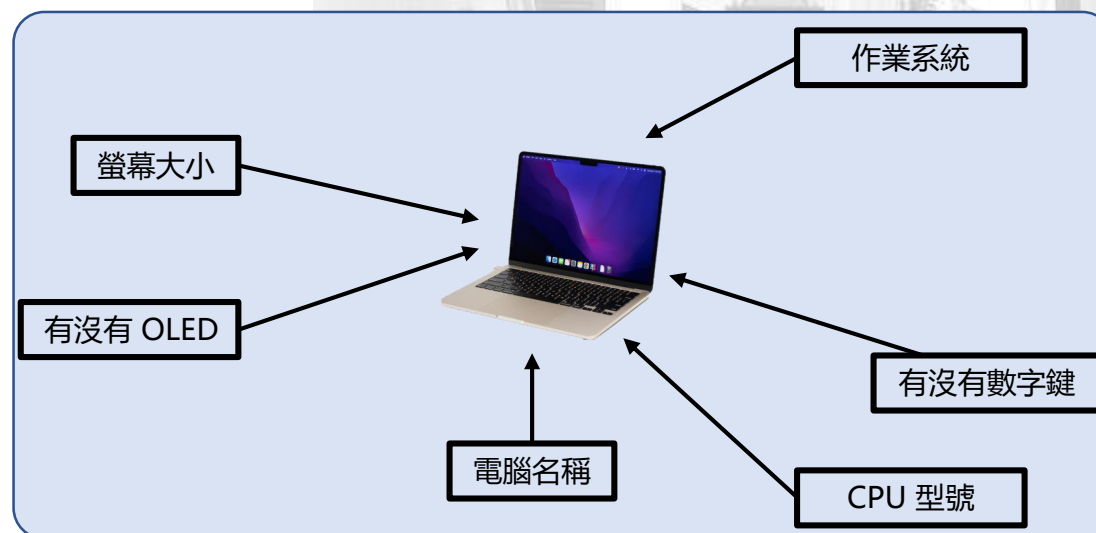 作業系統
螢幕大小
有沒有 OLED
有沒有數字鍵
電腦名稱
CPU 型號